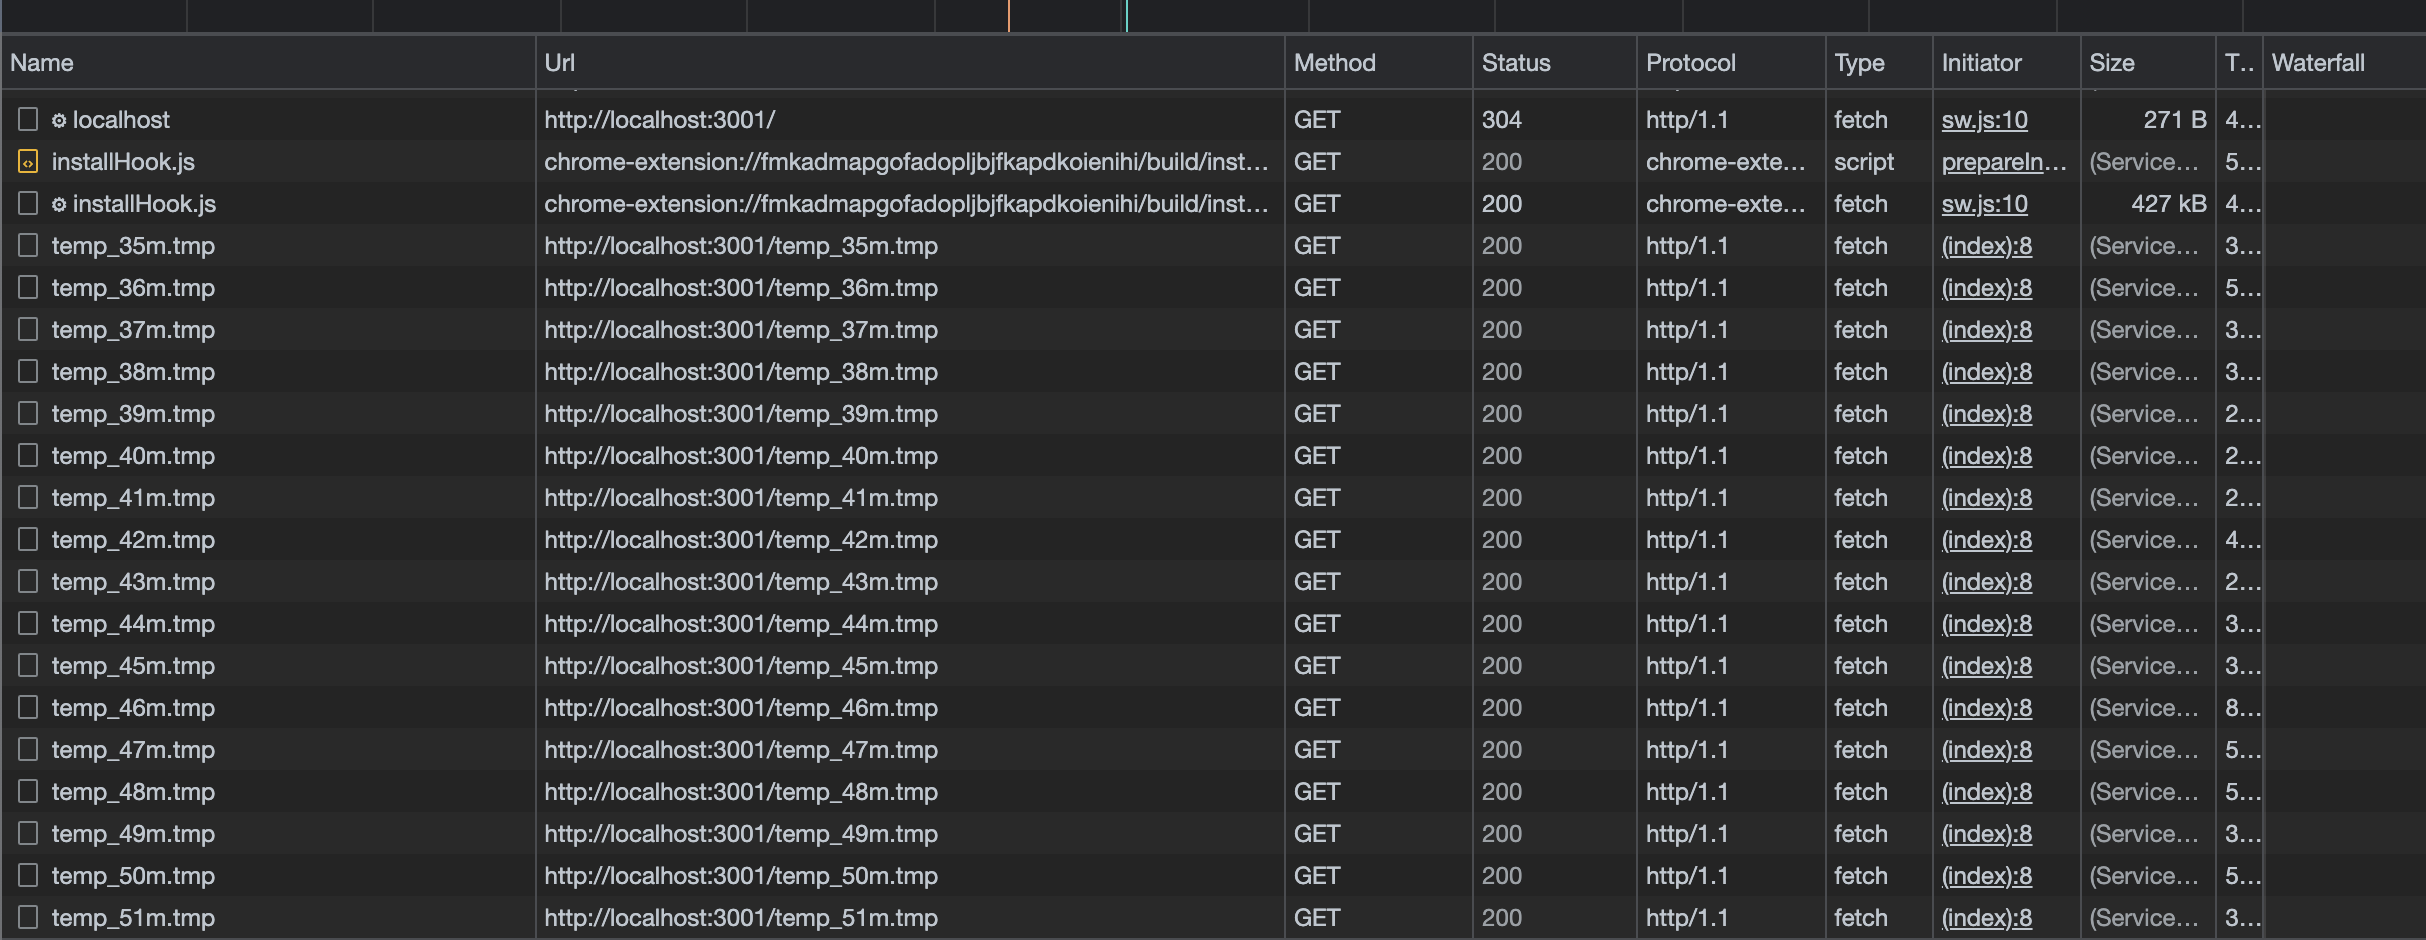 Name Url Method Status Protocol Type Initiator Size T.. Waterfall
localhost http://localhost:3001/ GET 304 http/1.1 fetch sw.js:10 271 B 4...
installHook.js chrome-extension://fmkadmapgofadopljbjfkapdkoienihi/build/inst... GET 200 chrome-exte... script prepareIn... (Service... 5...
installHook.js chrome-extension://fmkadmapgofadopljbjfkapdkoienihi/build/inst... GET 200 chrome-exte... fetch sw.js:10 427 kB 4...
temp_35m.tmp http://localhost:3001/temp_35m.tmp GET 200 http/1.1 fetch (index):8 (Service... 3...
temp_36m.tmp http://localhost:3001/temp_36m.tmp GET 200 http/1.1 fetch (index):8 (Service... 5...
temp_37m.tmp http://localhost:3001/temp_37m.tmp GET 200 http/1.1 fetch (index):8 (Service... 3...
temp_38m.tmp http://localhost:3001/temp_38m.tmp GET 200 http/1.1 fetch (index):8 (Service... 3...
temp_39m.tmp http://localhost:3001/temp_39m.tmp GET 200 http/1.1 fetch (index):8 (Service... 2...
temp_40m.tmp http://localhost:3001/temp_40m.tmp GET 200 http/1.1 fetch (index):8 (Service... 2...
temp_41m.tmp http://localhost:3001/temp_41m.tmp GET 200 http/1.1 fetch (index):8 (Service... 2...
temp_42m.tmp http://localhost:3001/temp_42m.tmp GET 200 http/1.1 fetch (index):8 (Service... 4...
temp_43m.tmp http://localhost:3001/temp_43m.tmp GET 200 http/1.1 fetch (index):8 (Service... 2...
temp_44m.tmp http://localhost:3001/temp_44m.tmp GET 200 http/1.1 fetch (index):8 (Service... 3...
temp_45m.tmp http://localhost:3001/temp_45m.tmp GET 200 http/1.1 fetch (index):8 (Service... 3...
temp_46m.tmp http://localhost:3001/temp_46m.tmp GET 200 http/1.1 fetch (index):8 (Service... 8...
temp_47m.tmp http://localhost:3001/temp_47m.tmp GET 200 http/1.1 fetch (index):8 (Service... 5...
temp_48m.tmp http://localhost:3001/temp_48m.tmp GET 200 http/1.1 fetch (index):8 (Service... 5...
temp_49m.tmp http://localhost:3001/temp_49m.tmp GET 200 http/1.1 fetch (index):8 (Service... 3...
temp_50m.tmp http://localhost:3001/temp_50m.tmp GET 200 http/1.1 fetch (index):8 (Service... 5...
temp_51m.tmp http://localhost:3001/temp_51m.tmp GET 200 http/1.1 fetch (index):8 (Service... 3...